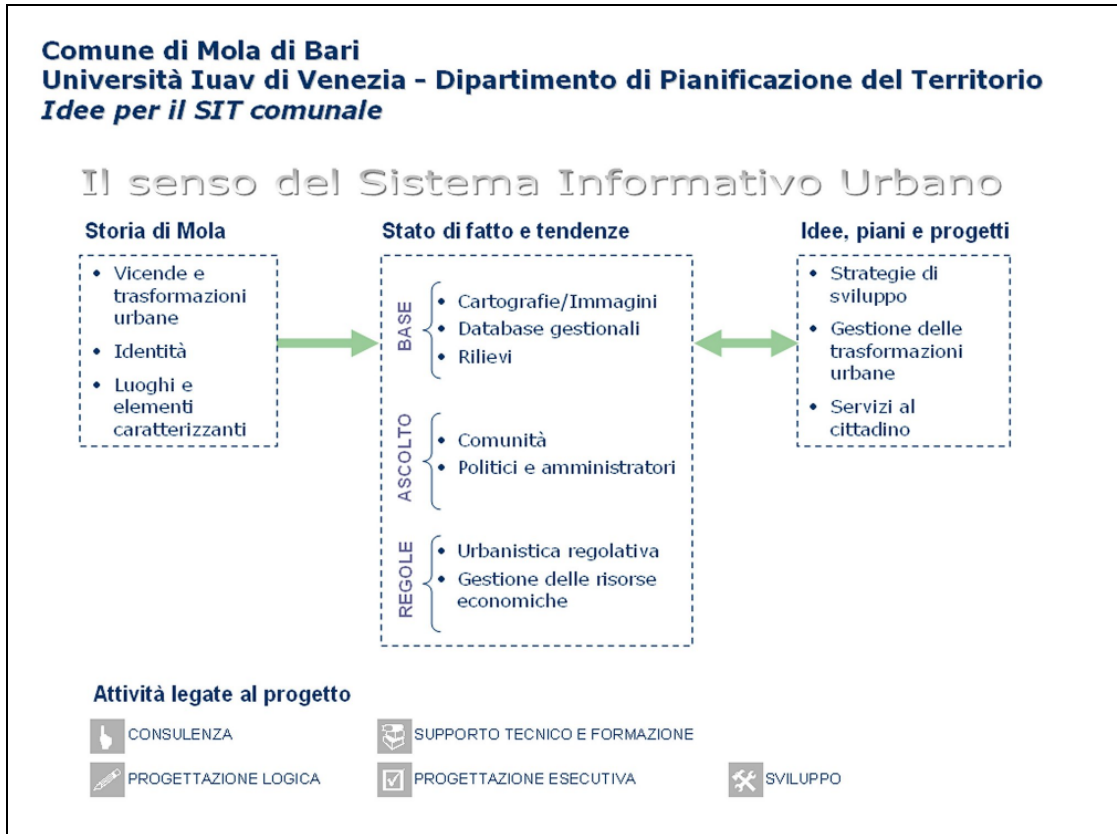 Comune di Mola di Bari
Università Iuav di Venezia – Dipartimento di Pianificazione del Territorio
Idee per il SIT comunale
Il senso del Sistema Informativo Urbano
Storia di Mola
• Vicende e
trasformazioni
urbane
• Identità
• Luoghi e
elementi
caratterizzanti
Stato di fatto e tendenze
BASE
• Cartografie/Immagini
• Database gestionali
• Rilievi
ASCOLTO
• Comunità
• Politici e amministratori
REGOLE
• Urbanistica regolativa
• Gestione delle risorse
economiche
Idee, piani e progetti
• Strategie di
sviluppo
• Gestione delle
trasformazioni
urbane
• Servizi al
cittadino
Attività legate al progetto
CONSULENZA
SUPPORTO TECNICO E FORMAZIONE
PROGETTAZIONE LOGICA
PROGETTAZIONE ESECUTIVA
SVILUPPO